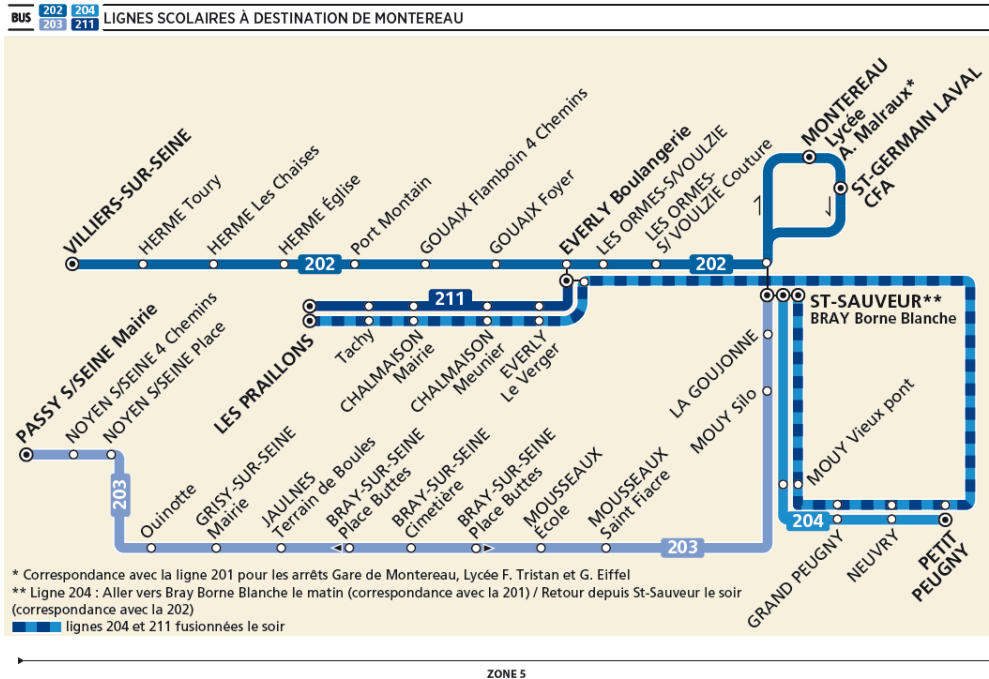 BUS 202 204 203 211 LIGNES SCOLAIRES À DESTINATION DE MONTEREAU
VILLIERS-SUR-SEINE
HERME Toury
HERME Les Chaises
HERME Église
Port Montain
GOUAIX Flamboin 4 Chemins
GOUAIX Foyer
EVERLY Boulangerie
LES ORMES-S/VOULZIE
LES ORMES-
S/ VOULZIE Couture
MONTEREAU
Lycée
A. Malraux*
ST-GERMAIN LAVAL
CFA
202
202
211
LES PRAILLONS
Tachy
CHALMAISON
Mairie
CHALMAISON
Meunier
EVERLY
Le Verger
ST-SAUVEUR**
BRAY Borne Blanche
PASSY S/SEINE Mairie
NOYEN S/SEINE 4 Chemins
NOYEN S/SEINE Place
203
Ouinotte
GRISY-SUR-SEINE
Mairie
JAULNES
Terrain de Boules
BRAY-SUR-SEINE
Place Buttes
BRAY-SUR-SEINE
Cimetière
BRAY-SUR-SEINE
Place Buttes
MOUSSEAUX
École
MOUSSEAUX
Saint Fiacre
203
MOUY Silo
LA GOUJONNE
MOUY Vieux pont
204
GRAND PEUGNY
NEUVRY
PETIT
PEUGNY
* Correspondance avec la ligne 201 pour les arrêts Gare de Montereau, Lycée F. Tristan et G. Eiffel
** Ligne 204 : Aller vers Bray Borne Blanche le matin (correspondance avec la 201) / Retour depuis St-Sauveur le soir
(correspondance avec la 202)
lignes 204 et 211 fusionnées le soir
ZONE 5